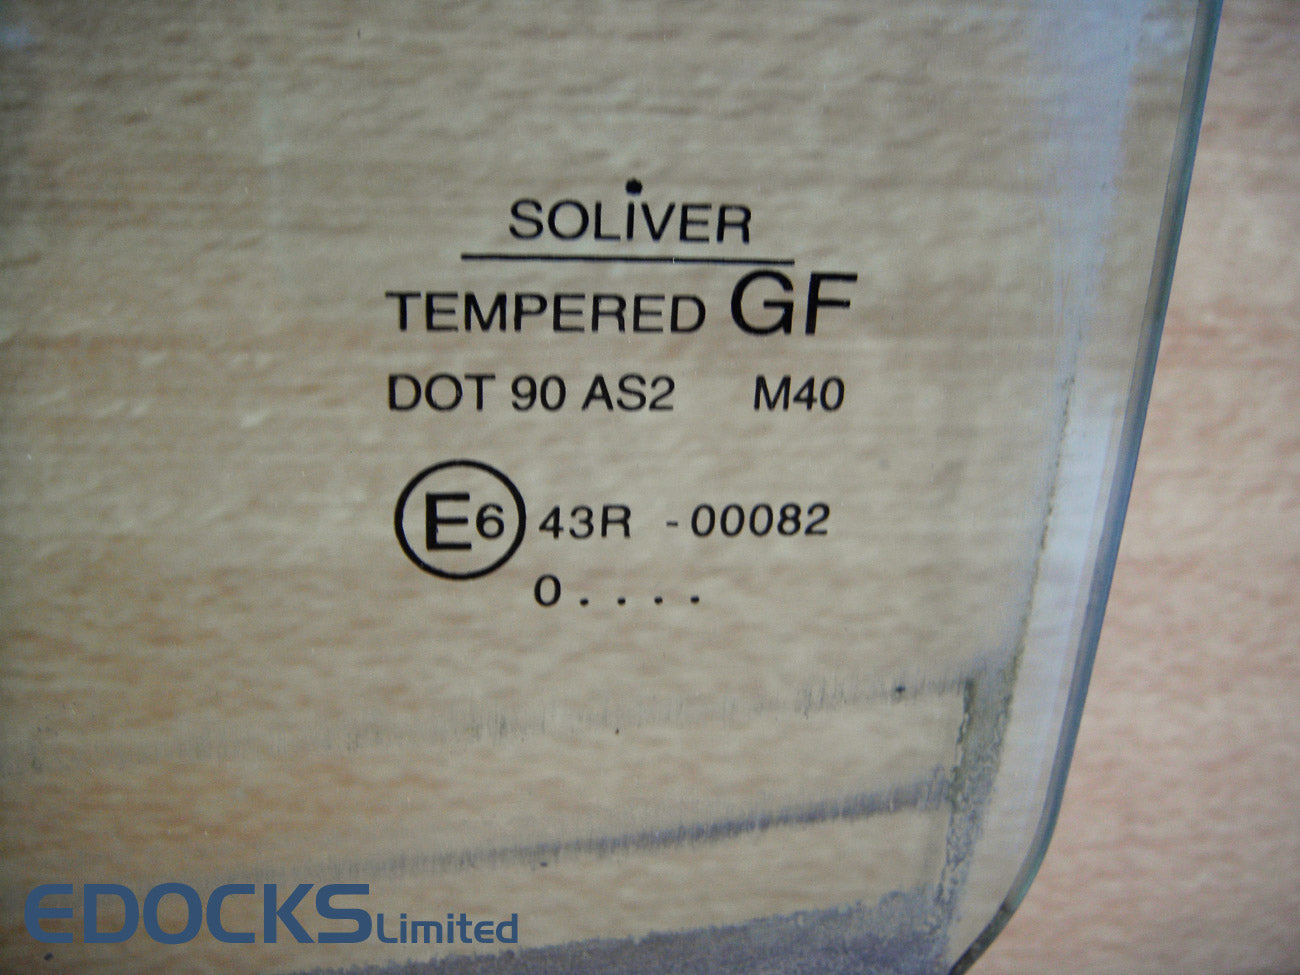 SOLiVER
TEMPERED GF
DOT 90 AS2 M40
E6 43R -00082
0....
EDOCKS Limited